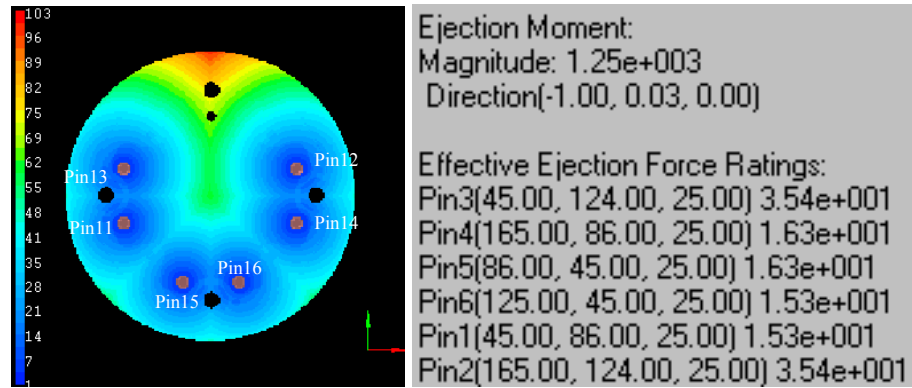 103
96
89
82
75
68
62
55
48
41
34
27
20
14
7
1
Pin12
Pin13
Pin11
Pin14
Pin16
Pin15
Ejection Moment:
Magnitude: 1.25e+003
Direction(-1.00, 0.03, 0.00)
Effective Ejection Force Ratings:
Pin3(45.00, 124.00, 25.00) 3.54e+001
Pin4(165.00, 86.00, 25.00) 1.63e+001
Pin5(86.00, 45.00, 25.00) 1.63e+001
Pin6(125.00, 45.00, 25.00) 1.53e+001
Pin1(45.00, 86.00, 25.00) 1.53e+001
Pin2(165.00, 124.00, 25.00) 3.54e+001